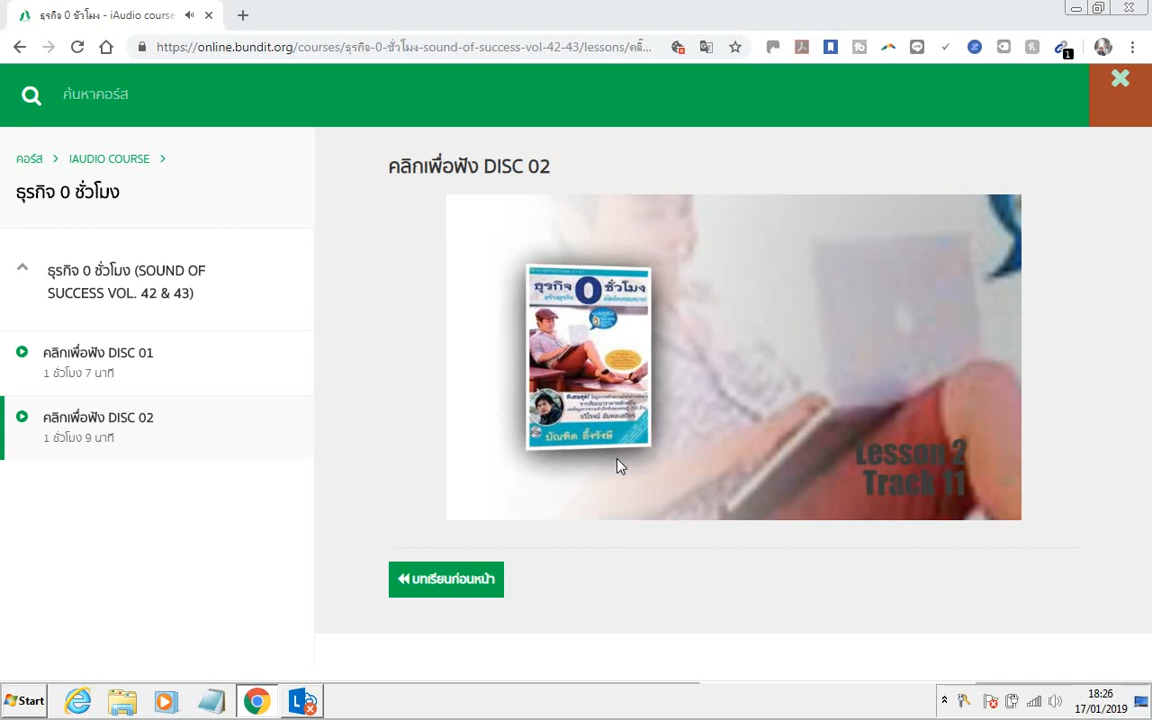 ธุรกิจ 0 ชั่วโมง - iAudio course
https://online.bundit.org/courses/ธุรกิจ-0-ชั่วโมง-sound-of-success-vol-42-43/lessons/คลิ๊...
1
ค้นหาคอร์ส
คอร์ส > IAUDIO COURSE >
ธุรกิจ 0 ชั่วโมง
ธุรกิจ 0 ชั่วโมง (SOUND OF
SUCCESS VOL. 42 & 43)
คลิกเพื่อฟัง DISC 01
1 ชั่วโมง 7 นาที
คลิกเพื่อฟัง DISC 02
1 ชั่วโมง 9 นาที
คลิกเพื่อฟัง DISC 02
ธุรกิจ 0 ชั่วโมง
บัณฑิต อึ้งรังษี
Lesson 2
Track 11
บทเรียนก่อนหน้า
Start
18:26
17/01/2019